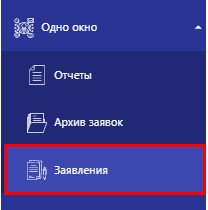 Одно окно
Отчеты
Архив заявок
Заявления